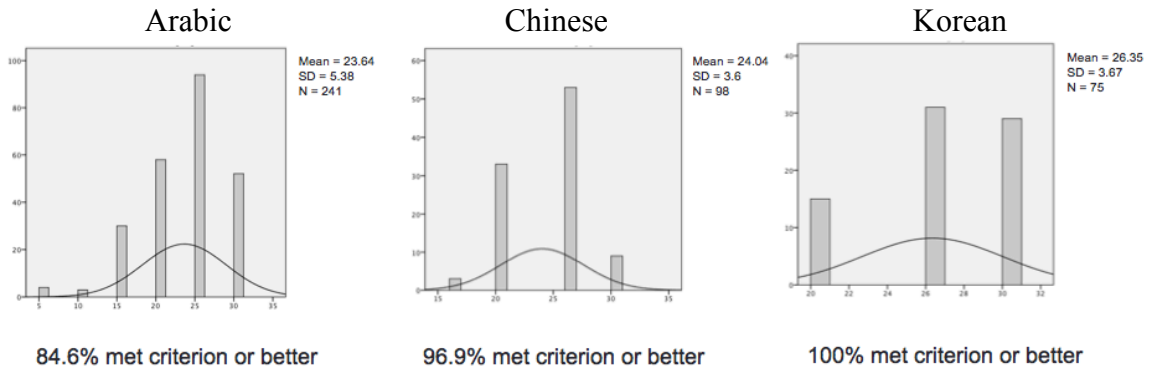 Arabic
Chinese
Korean
Mean = 23.64
SD = 5.38
N = 241
Mean = 24.04
SD = 3.6
N = 98
Mean = 26.35
SD = 3.67
N = 75
100
80
60
40
20
0
5 10 15 20 25 30 35
60
50
40
30
20
10
0
15 20 25 30 35
40
30
20
10
0
20 22 24 26 28 30 32
84.6% met criterion or better
96.9% met criterion or better
100% met criterion or better